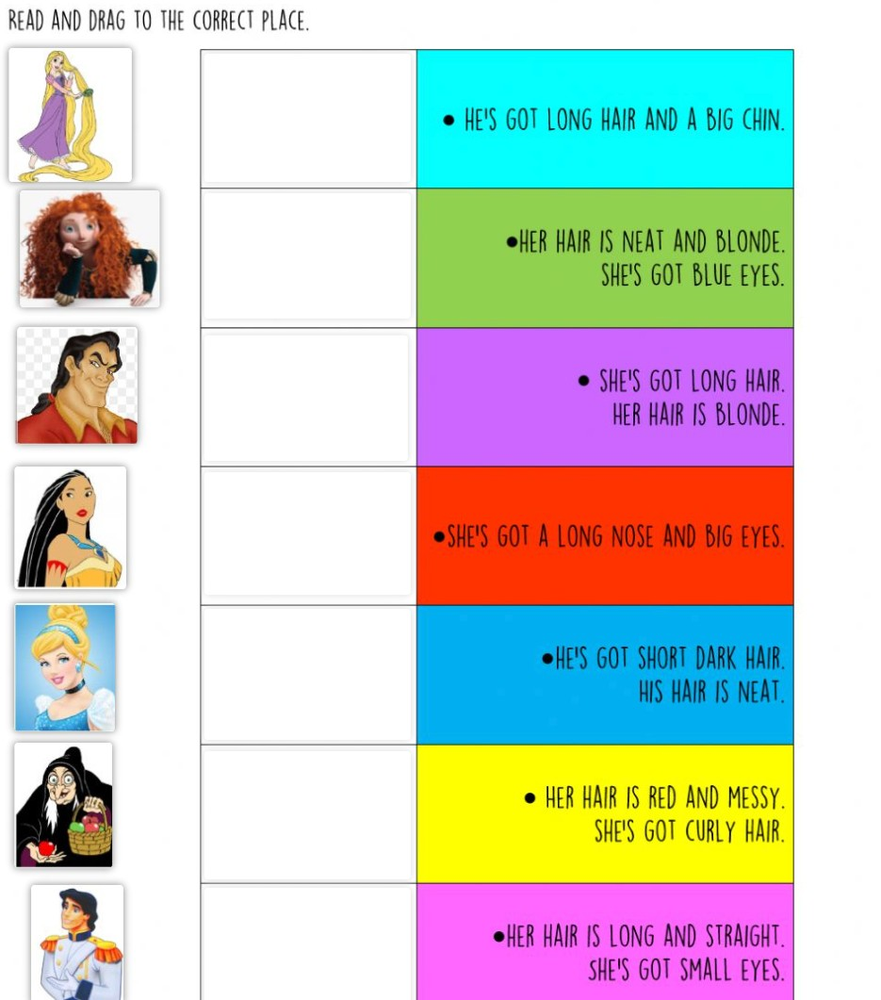 READ AND DRAG TO THE CORRECT PLACE.
• HE'S GOT LONG HAIR AND A BIG CHIN.
•HER HAIR IS NEAT AND BLONDE.
SHE'S GOT BLUE EYES.
• SHE'S GOT LONG HAIR.
HER HAIR IS BLONDE.
•SHE'S GOT A LONG NOSE AND BIG EYES.
•HE'S GOT SHORT DARK HAIR.
HIS HAIR IS NEAT.
• HER HAIR IS RED AND MESSY.
SHE'S GOT CURLY HAIR.
•HER HAIR IS LONG AND STRAIGHT.
SHE'S GOT SMALL EYES.